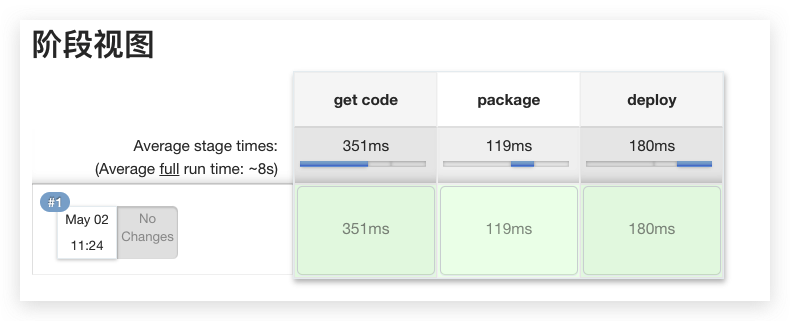 阶段视图
get code package deploy
Average stage times: 351ms 119ms 180ms
(Average full run time: ~8s)
#1
May 02 No
Changes
11:24
351ms 119ms 180ms